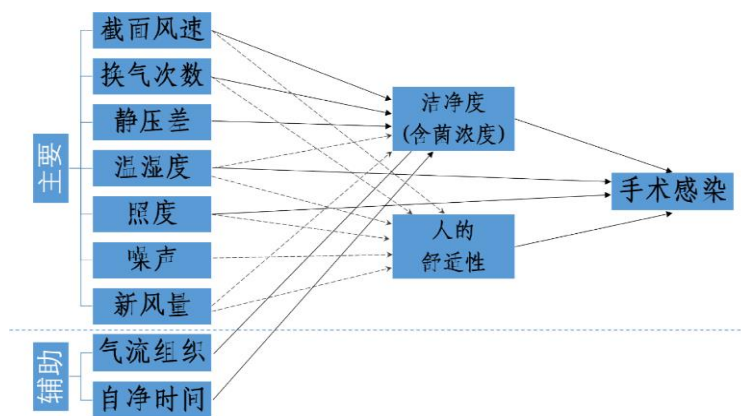 主要
截面风速
换气次数
静压差
温湿度
照度
噪声
新风量
辅助
气流组织
自净时间
洁净度
(含菌浓度)
人的
舒适性
手术感染